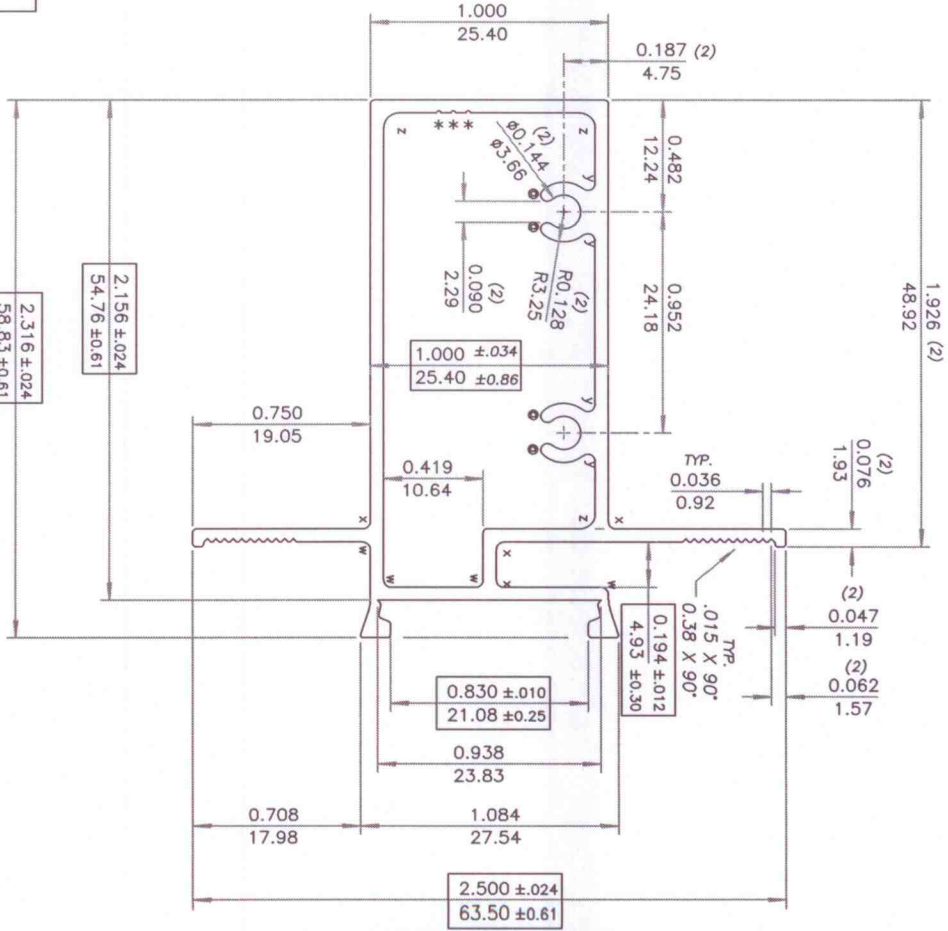 1.000
25.40
0.187 (2)
4.75
0.482
12.24
1.926 (2)
48.92
z
***
z
(2)
ø0.144
ø3.66
y
y
(2)
R0.128
R3.25
(2)
0.090
2.29
0.952
24.18
2.156 ±.024
54.76 ±0.61
2.316 ±.024
58.83 ±0.61
1.000 ±.034
25.40 ±0.86
y
y
0.750
19.05
0.419
10.64
TYP.
0.036
0.92
(2)
0.076
1.93
x
z
x
w
x
w
w
x
w
TYP.
.015 X 90°
0.38 X 90°
0.194 ±.012
4.93 ±0.30
(2)
0.047
1.19
(2)
0.062
1.57
0.830 ±.010
21.08 ±0.25
0.938
23.83
0.708
17.98
1.084
27.54
2.500 ±.024
63.50 ±0.61